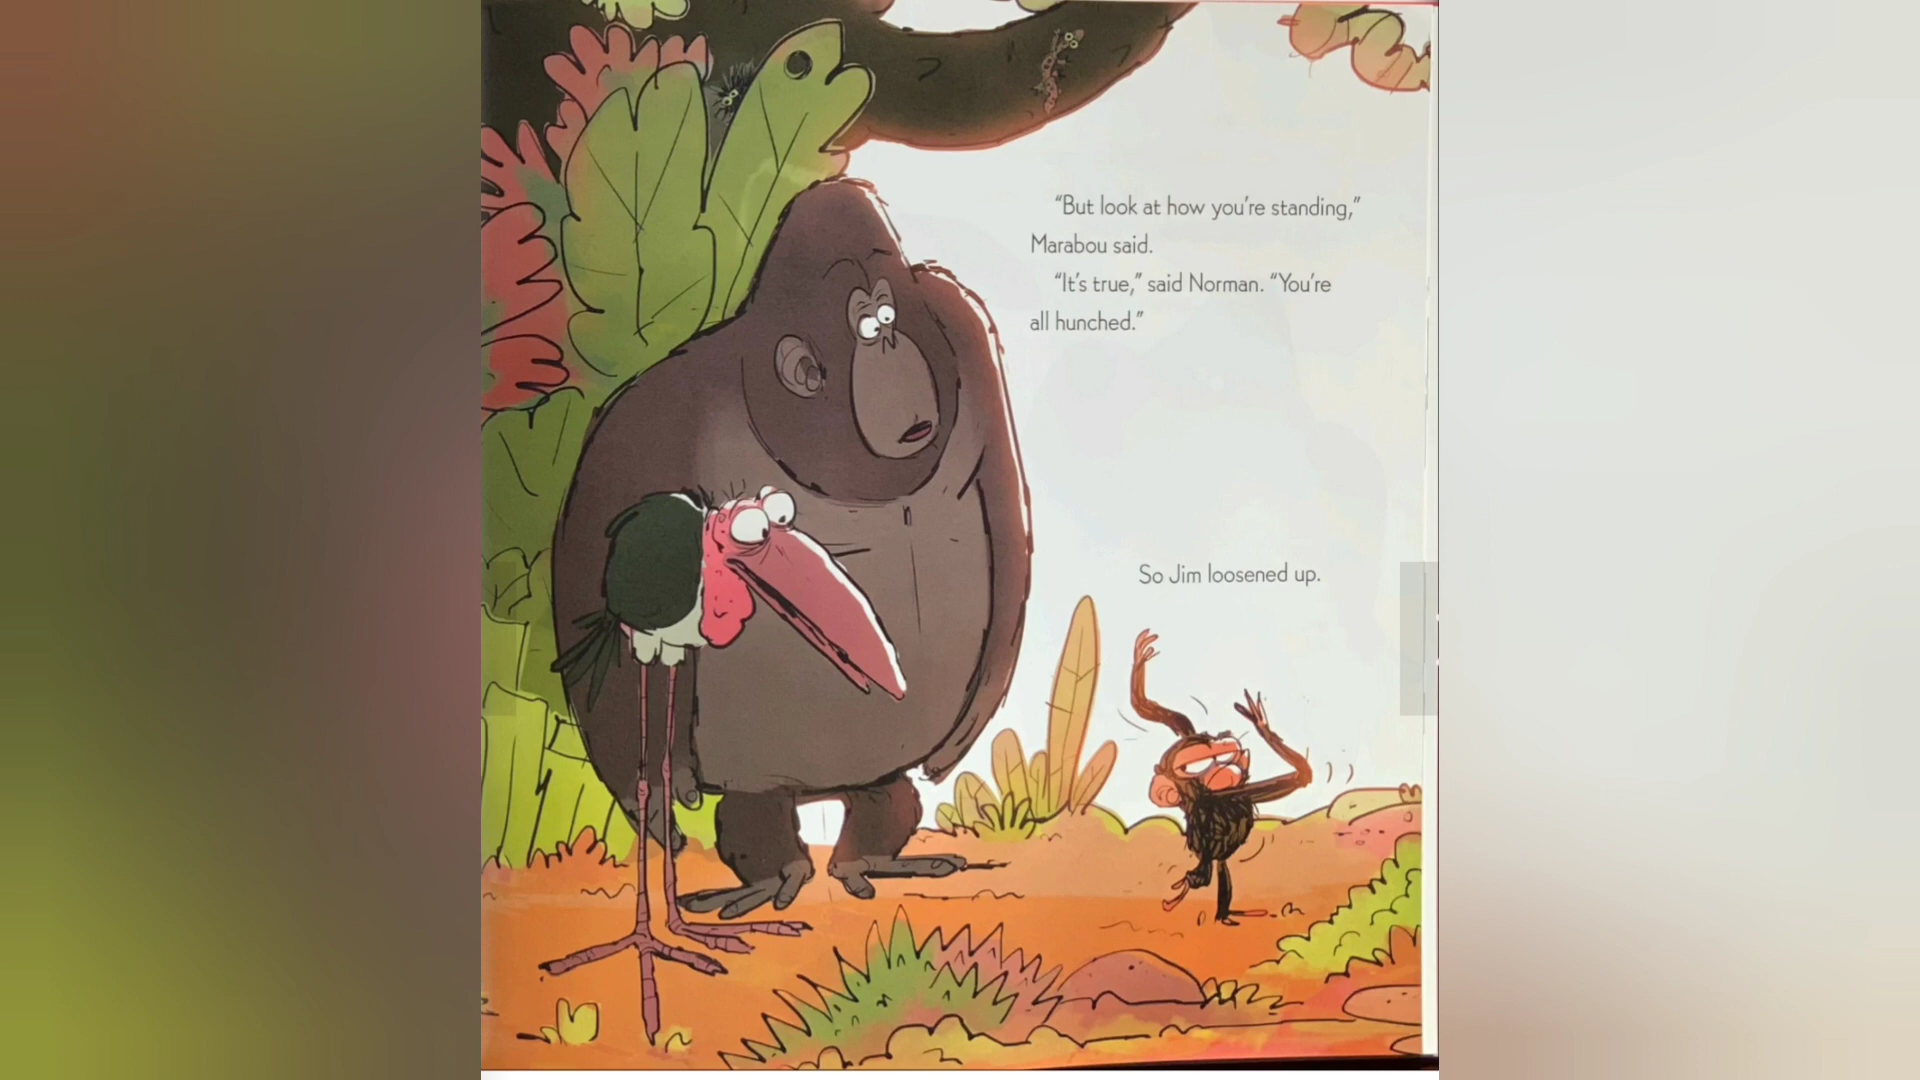 “But look at how you’re standing,”
Marabou said.
“It’s true,” said Norman. “You’re
all hunched.”
So Jim loosened up.